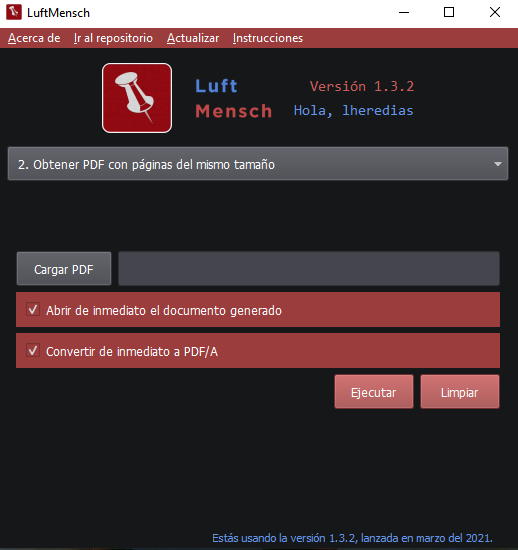 LuftMensch
Acerca de Ir al repositorio Actualizar Instrucciones
Luft
Versión 1.3.2
Mensch
Hola, lheredias
2. Obtener PDF con páginas del mismo tamaño
Cargar PDF
Abrir de inmediato el documento generado
Convertir de inmediato a PDF/A
Ejecutar Limpiar
Estás usando la versión 1.3.2, lanzada en marzo del 2021.